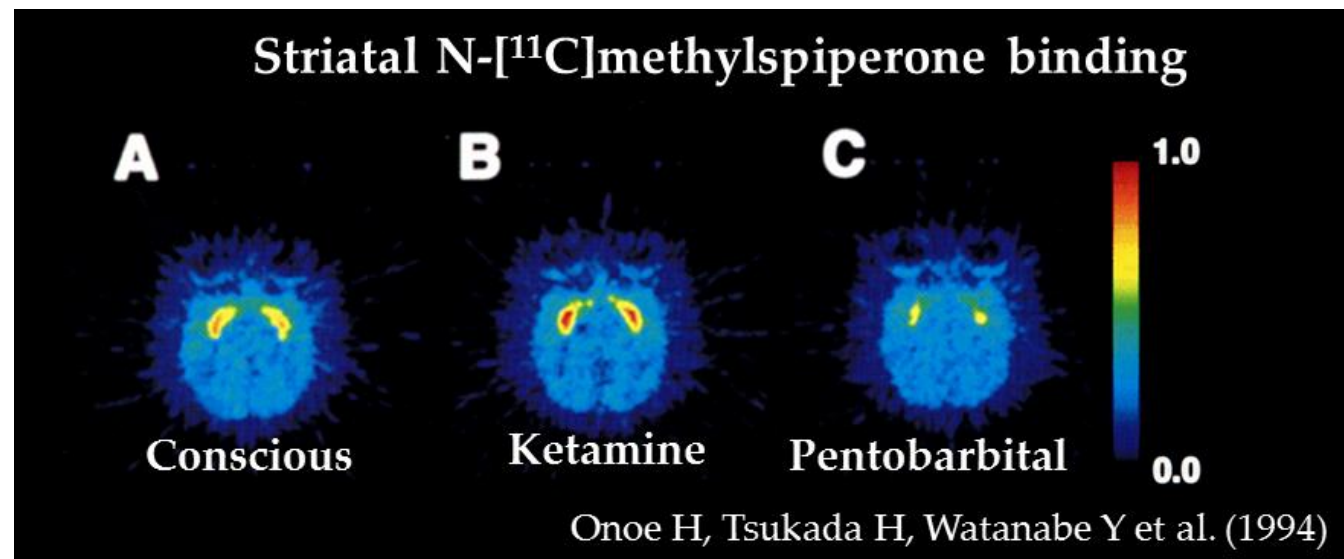 Striatal N-[¹¹C]methylspiperone binding
A
B
C
1.0
Conscious
Ketamine
Pentobarbital
0.0
Onoe H, Tsukada H, Watanabe Y et al. (1994)